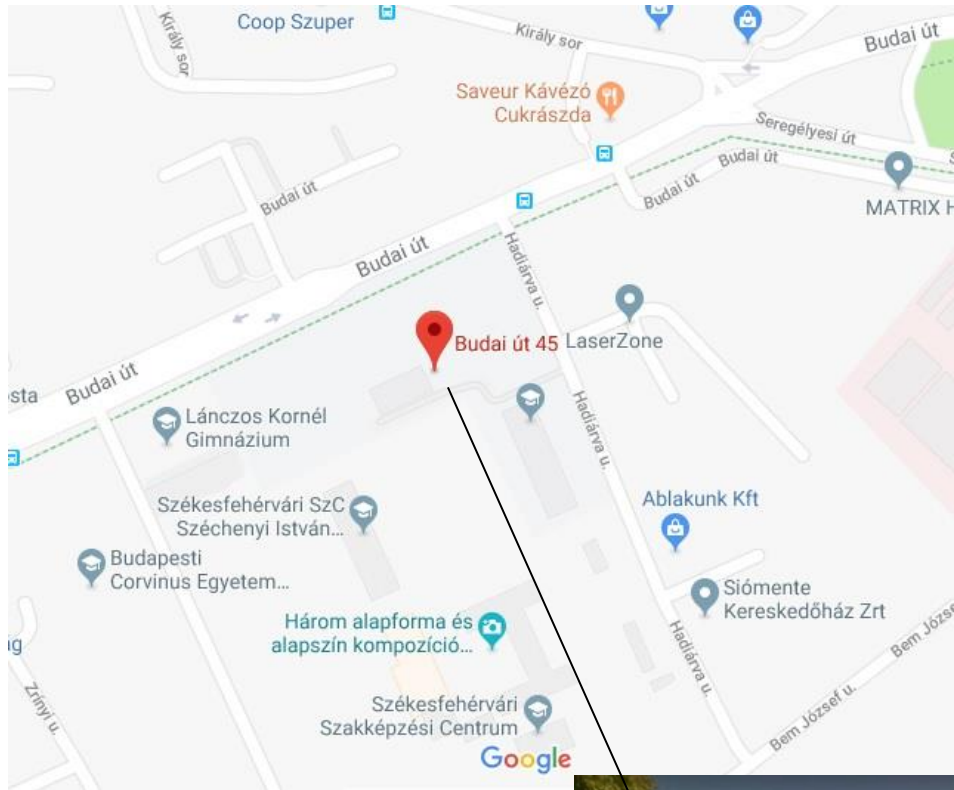 Coop Szuper
Király sor
Király sor
Budai út
Saveur Kávézó
Cukrászda
Seregélyesi út
Budai út
Budai út
Budai út
MATRIX H
Budai út
Hadiárva u.
Budai út 45
LaserZone
sta
Budai út
Lánczos Kornél
Gimnázium
Hadiárva u.
Székesfehérvári SzC
Széchenyi István...
Ablakunk Kft
Budapesti
Corvinus Egyetem...
Siómente
Kereskedőház Zrt
Három alapforma és
alapszín kompozíció...
g
Hadiárva u.
Bem Józse
Zrínyi u.
Székesfehérvári
Szakképzési Centrum
Bem József u.
Google